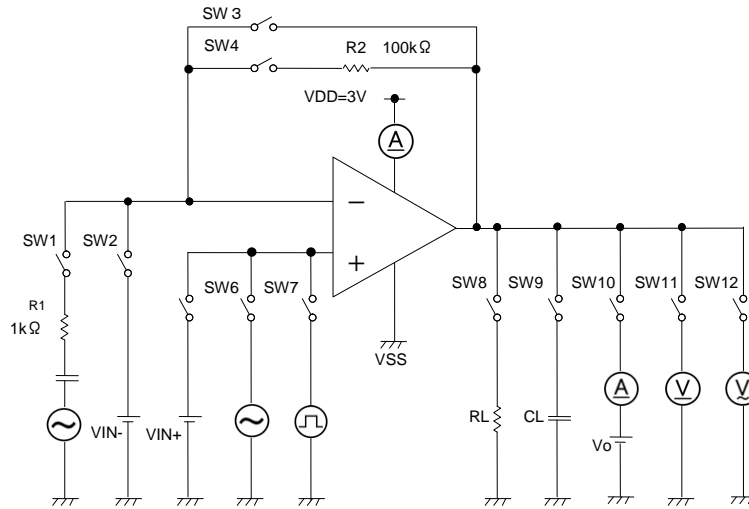 SW 3
SW4
R2 100kΩ
VDD=3V
A
−
+
SW1
SW2
SW6
SW7
R1
1kΩ
VSS
SW8
SW9
SW10
SW11
SW12
VIN-
VIN+
RL
CL
A
V
V
Vo